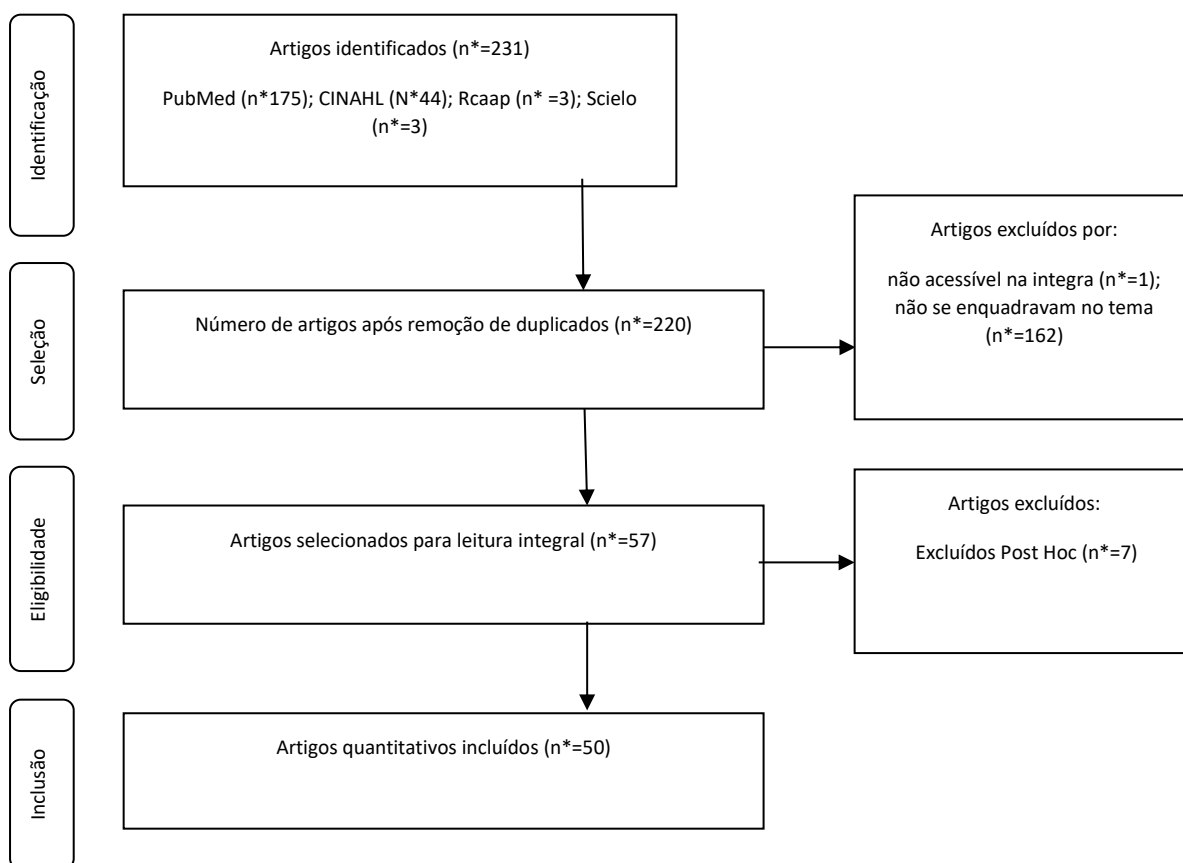 Identificação
Artigos identificados (n*=231)
PubMed (n*175); CINAHL (N*44); Rcaap (n* =3); Scielo
(n*=3)
Seleção
Número de artigos após remoção de duplicados (n*=220)
Artigos excluídos por:
não acessível na integra (n*=1);
não se enquadravam no tema
(n*=162)
Eligibilidade
Artigos selecionados para leitura integral (n*=57)
Artigos excluídos:
Excluídos Post Hoc (n*=7)
Inclusão
Artigos quantitativos incluídos (n*=50)